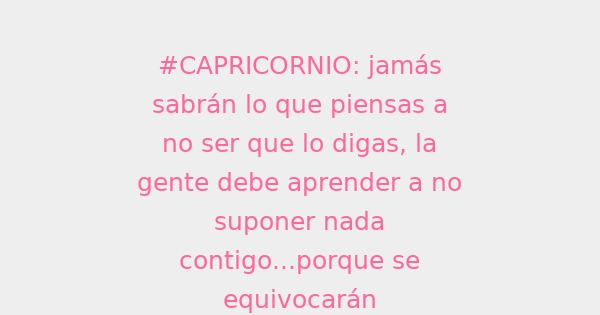 #CAPRICORNIO: jamás
sabrán lo que piensas a
no ser que lo digas, la
gente debe aprender a no
suponer nada
contigo...porque se
equivocarán